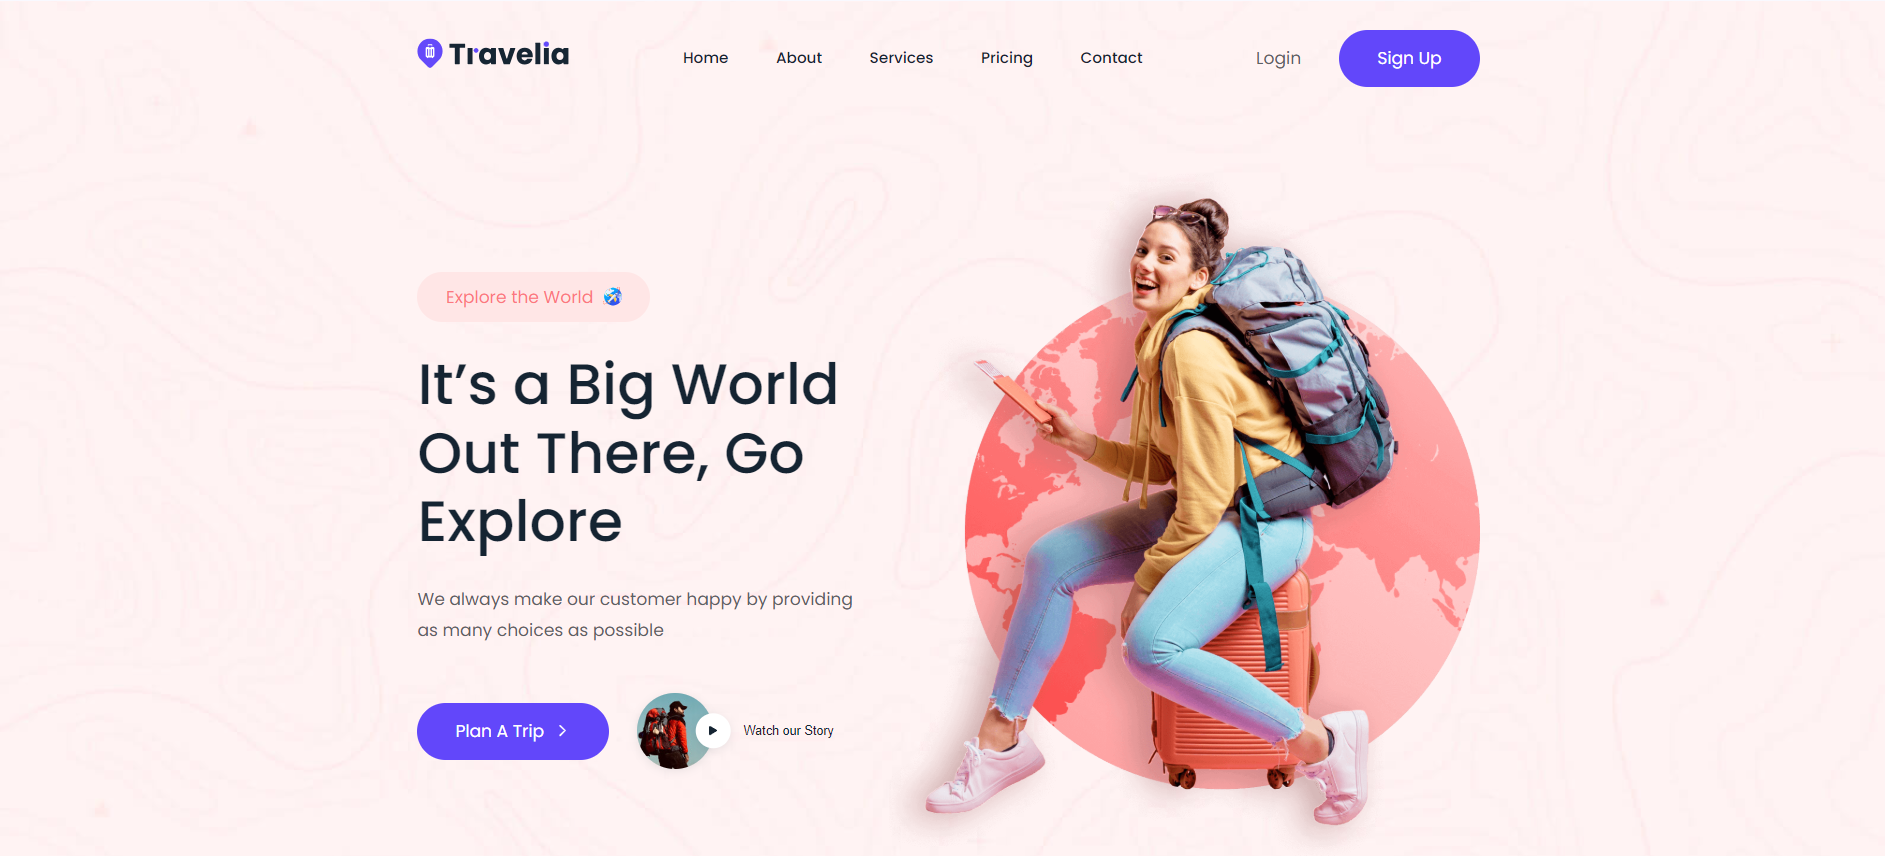 Travelia
Home
About
Services
Pricing
Contact
Login
Sign Up
Explore the World
It’s a Big World
Out There, Go
Explore
We always make our customer happy by providing
as many choices as possible
Plan A Trip
Watch our Story